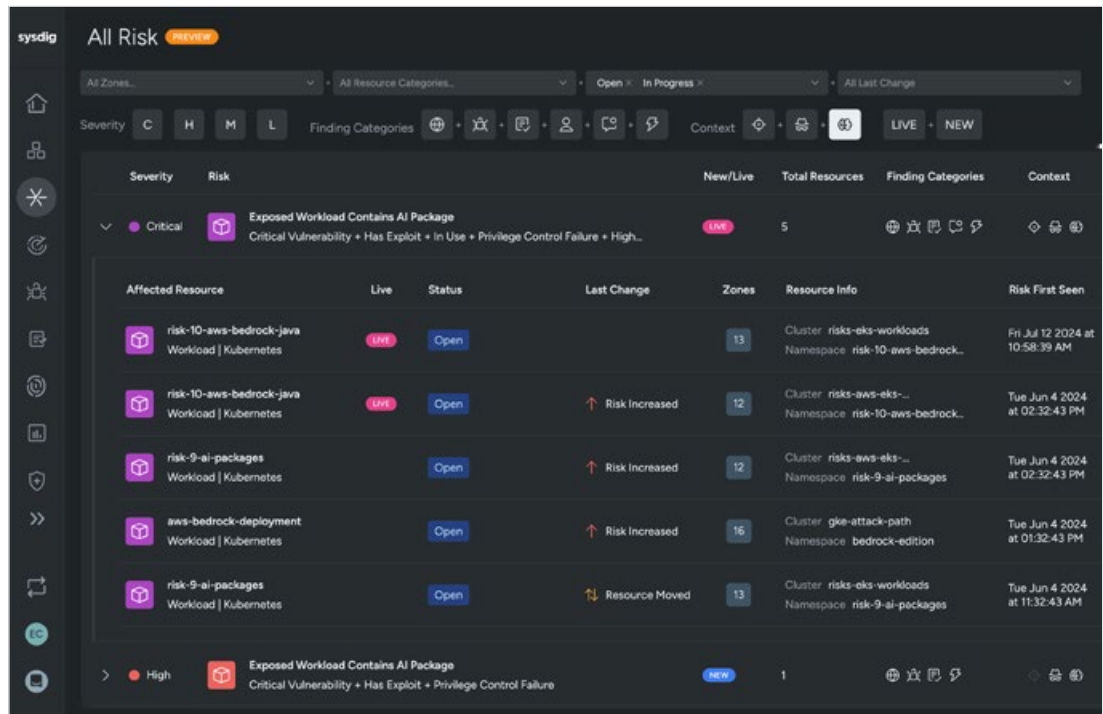 sysdig
All Risk PREVIEW
All Zones... All Resource Categories... Open × In Progress × All Last Change
Severity C H M L Finding Categories Context LIVE NEW
Severity Risk New/Live Total Resources Finding Categories Context
Critical Exposed Workload Contains AI Package LIVE 5
Critical Vulnerability + Has Exploit + In Use + Privilege Control Failure + High...
Affected Resource Live Status Last Change Zones Resource Info Risk First Seen
risk-10-aws-bedrock-java LIVE Open 13 Cluster risks-eks-workloads Fri Jul 12 2024 at
Workload | Kubernetes Namespace risk-10-aws-bedrock... 10:58:39 AM
risk-10-aws-bedrock-java LIVE Open Risk Increased 12 Cluster risks-aws-eks-... Tue Jun 4 2024
Workload | Kubernetes Namespace risk-10-aws-bedrock... at 02:32:43 PM
risk-9-ai-packages Open Risk Increased 12 Cluster risks-aws-eks-... Tue Jun 4 2024
Workload | Kubernetes Namespace risk-9-ai-packages at 02:32:43 PM
aws-bedrock-deployment Open Risk Increased 16 Cluster gke-attack-path Tue Jun 4 2024
Workload | Kubernetes Namespace bedrock-edition at 01:32:43 PM
risk-9-ai-packages Open Resource Moved 13 Cluster risks-eks-workloads Tue Jun 4 2024
Workload | Kubernetes Namespace risk-9-ai-packages at 11:32:43 AM
EC
High Exposed Workload Contains AI Package NEW 1
Critical Vulnerability + Has Exploit + Privilege Control Failure